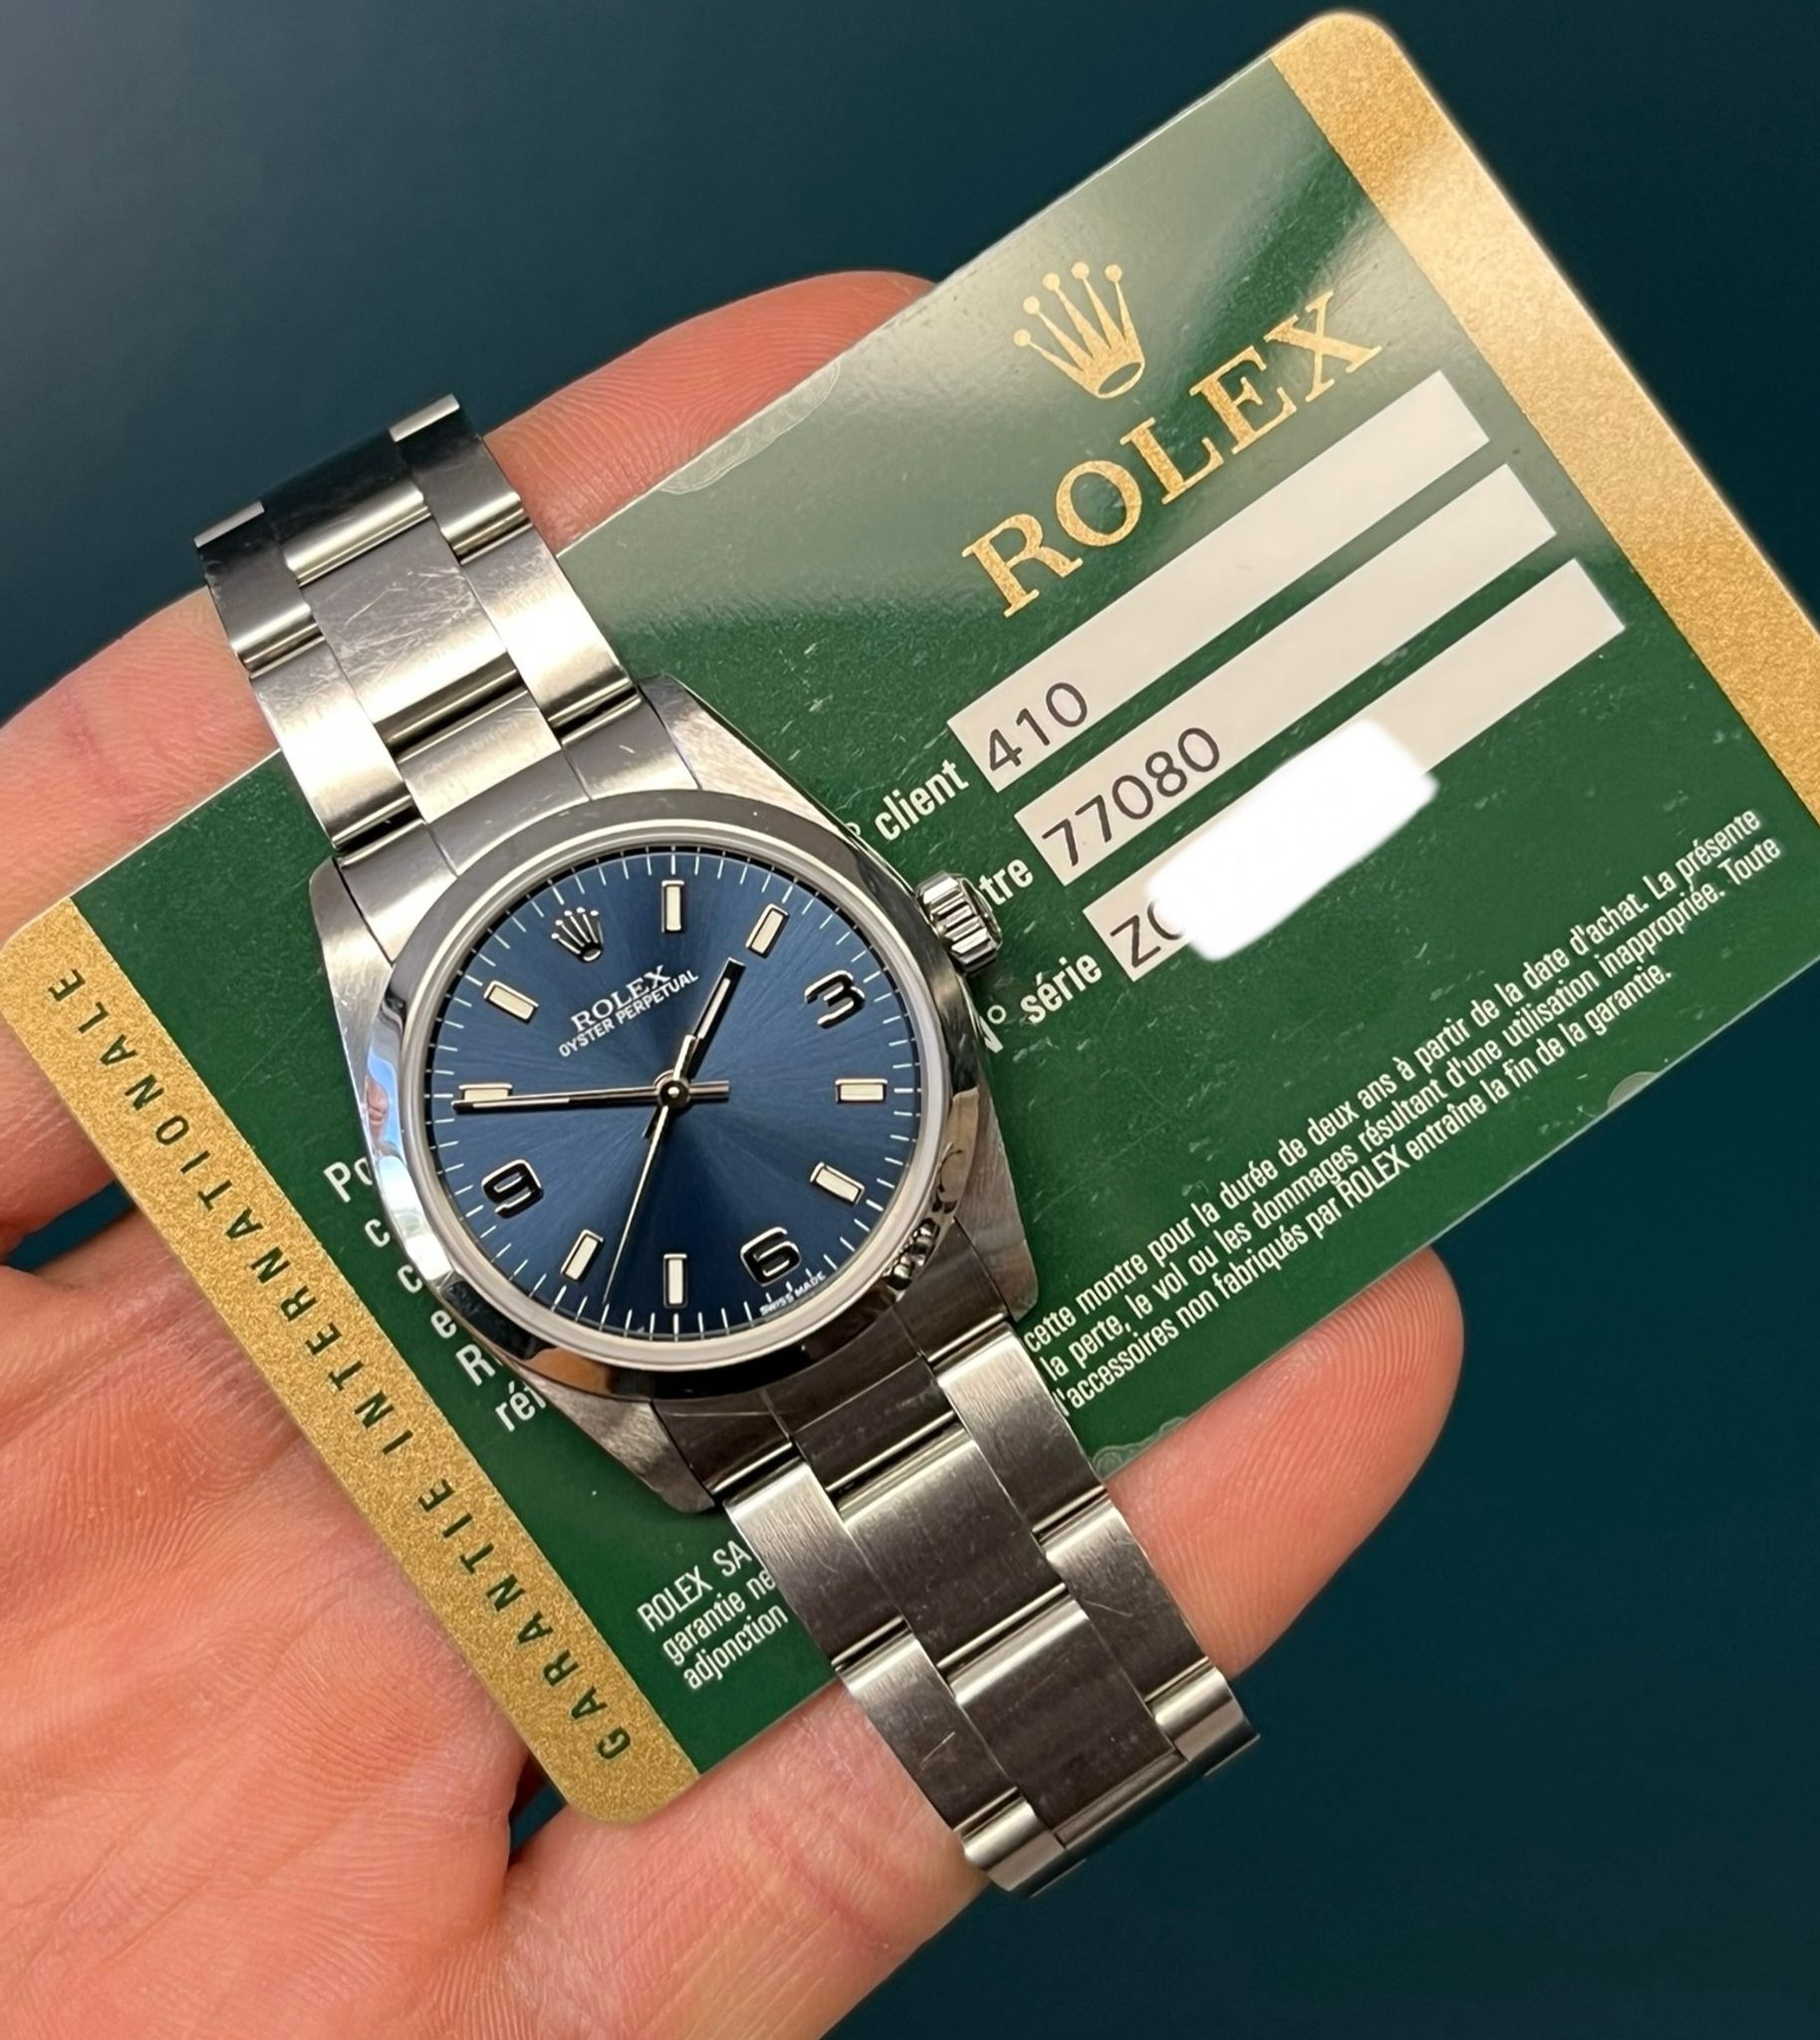 ROLEX
° client 410
tre 77080
N° série Z
cette montre pour la durée de deux ans à partir de la date d'achat. La présente
la perte, le vol ou les dommages résultant d'une utilisation inappropriée. Toute
d'accessoires non fabriqués par ROLEX entraîne la fin de la garantie.
ROLEX SA
garantie
adjonction
GARANTIE INTERNATIONALE
ROLEX
OYSTER PERPETUAL
3
6
9
SWISS MADE